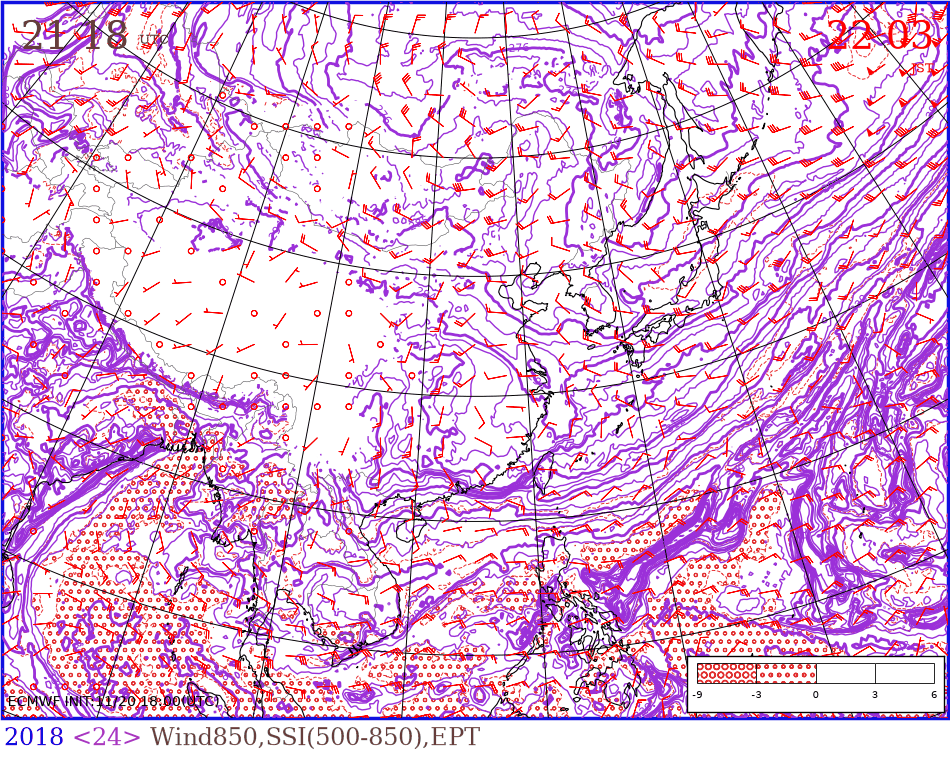 21 18 UTC
22 03
JST
276
ECMWF INIT:11/20 18:00(UTC)
-9 -3 0 3 6
2018 <24> Wind850,SSI(500-850),EPT